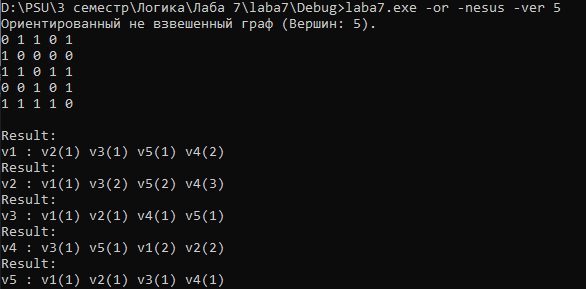 D:\PSU\3 семестр\Логика\Лаба 7\laba7\Debug>laba7.exe -or -nesus -ver 5
Ориентированный не взвешенный граф (Вершин: 5).
0 1 1 0 1
1 0 0 0 0
1 1 0 1 1
0 0 1 0 1
1 1 1 1 0
Result:
v1 : v2(1) v3(1) v5(1) v4(2)
Result:
v2 : v1(1) v3(2) v5(2) v4(3)
Result:
v3 : v1(1) v2(1) v4(1) v5(1)
Result:
v4 : v3(1) v5(1) v1(2) v2(2)
Result:
v5 : v1(1) v2(1) v3(1) v4(1)